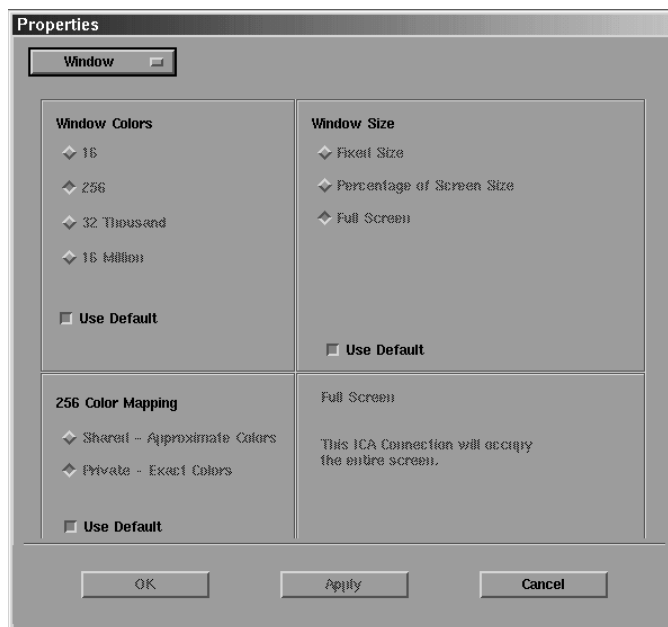 Properties
Window
Window Colors
16
256
32 Thousand
16 Million
Use Default
Window Size
Fixed Size
Percentage of Screen Size
Full Screen
Use Default
256 Color Mapping
Shared - Approximate Colors
Private - Exact Colors
Use Default
Full Screen
This ICA Connection will occupy
the entire screen.
OK
Apply
Cancel